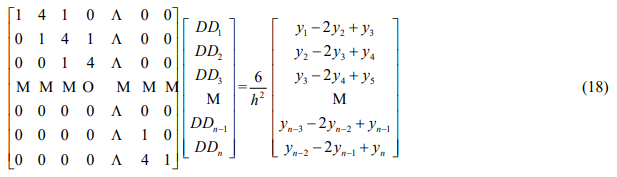 1 4 1 0 Λ 0 0
0 1 4 1 Λ 0 0
0 0 1 4 Λ 0 0
M M M O M M M
0 0 0 0 Λ 0 0
0 0 0 0 Λ 1 0
0 0 0 0 Λ 4 1
DD₁
DD₂
DD₃
M
DDₙ₋₁
DDₙ
= 6/h²
y₁ − 2y₂ + y₃
y₂ − 2y₃ + y₄
y₃ − 2y₄ + y₅
M
yₙ₋₃ − 2yₙ₋₂ + yₙ₋₁
yₙ₋₂ − 2yₙ₋₁ + yₙ
(18)